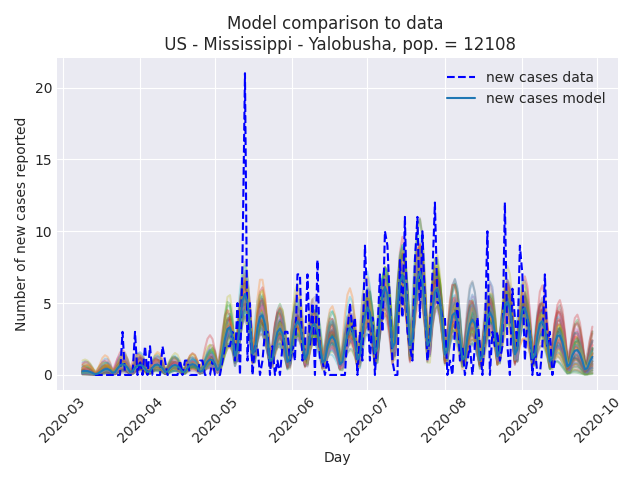 Model comparison to data
US - Mississippi - Yalobusha, pop. = 12108
new cases data
new cases model
Number of new cases reported
20
15
10
5
0
2020-03
2020-04
2020-05
2020-06
2020-07
2020-08
2020-09
2020-10
Day